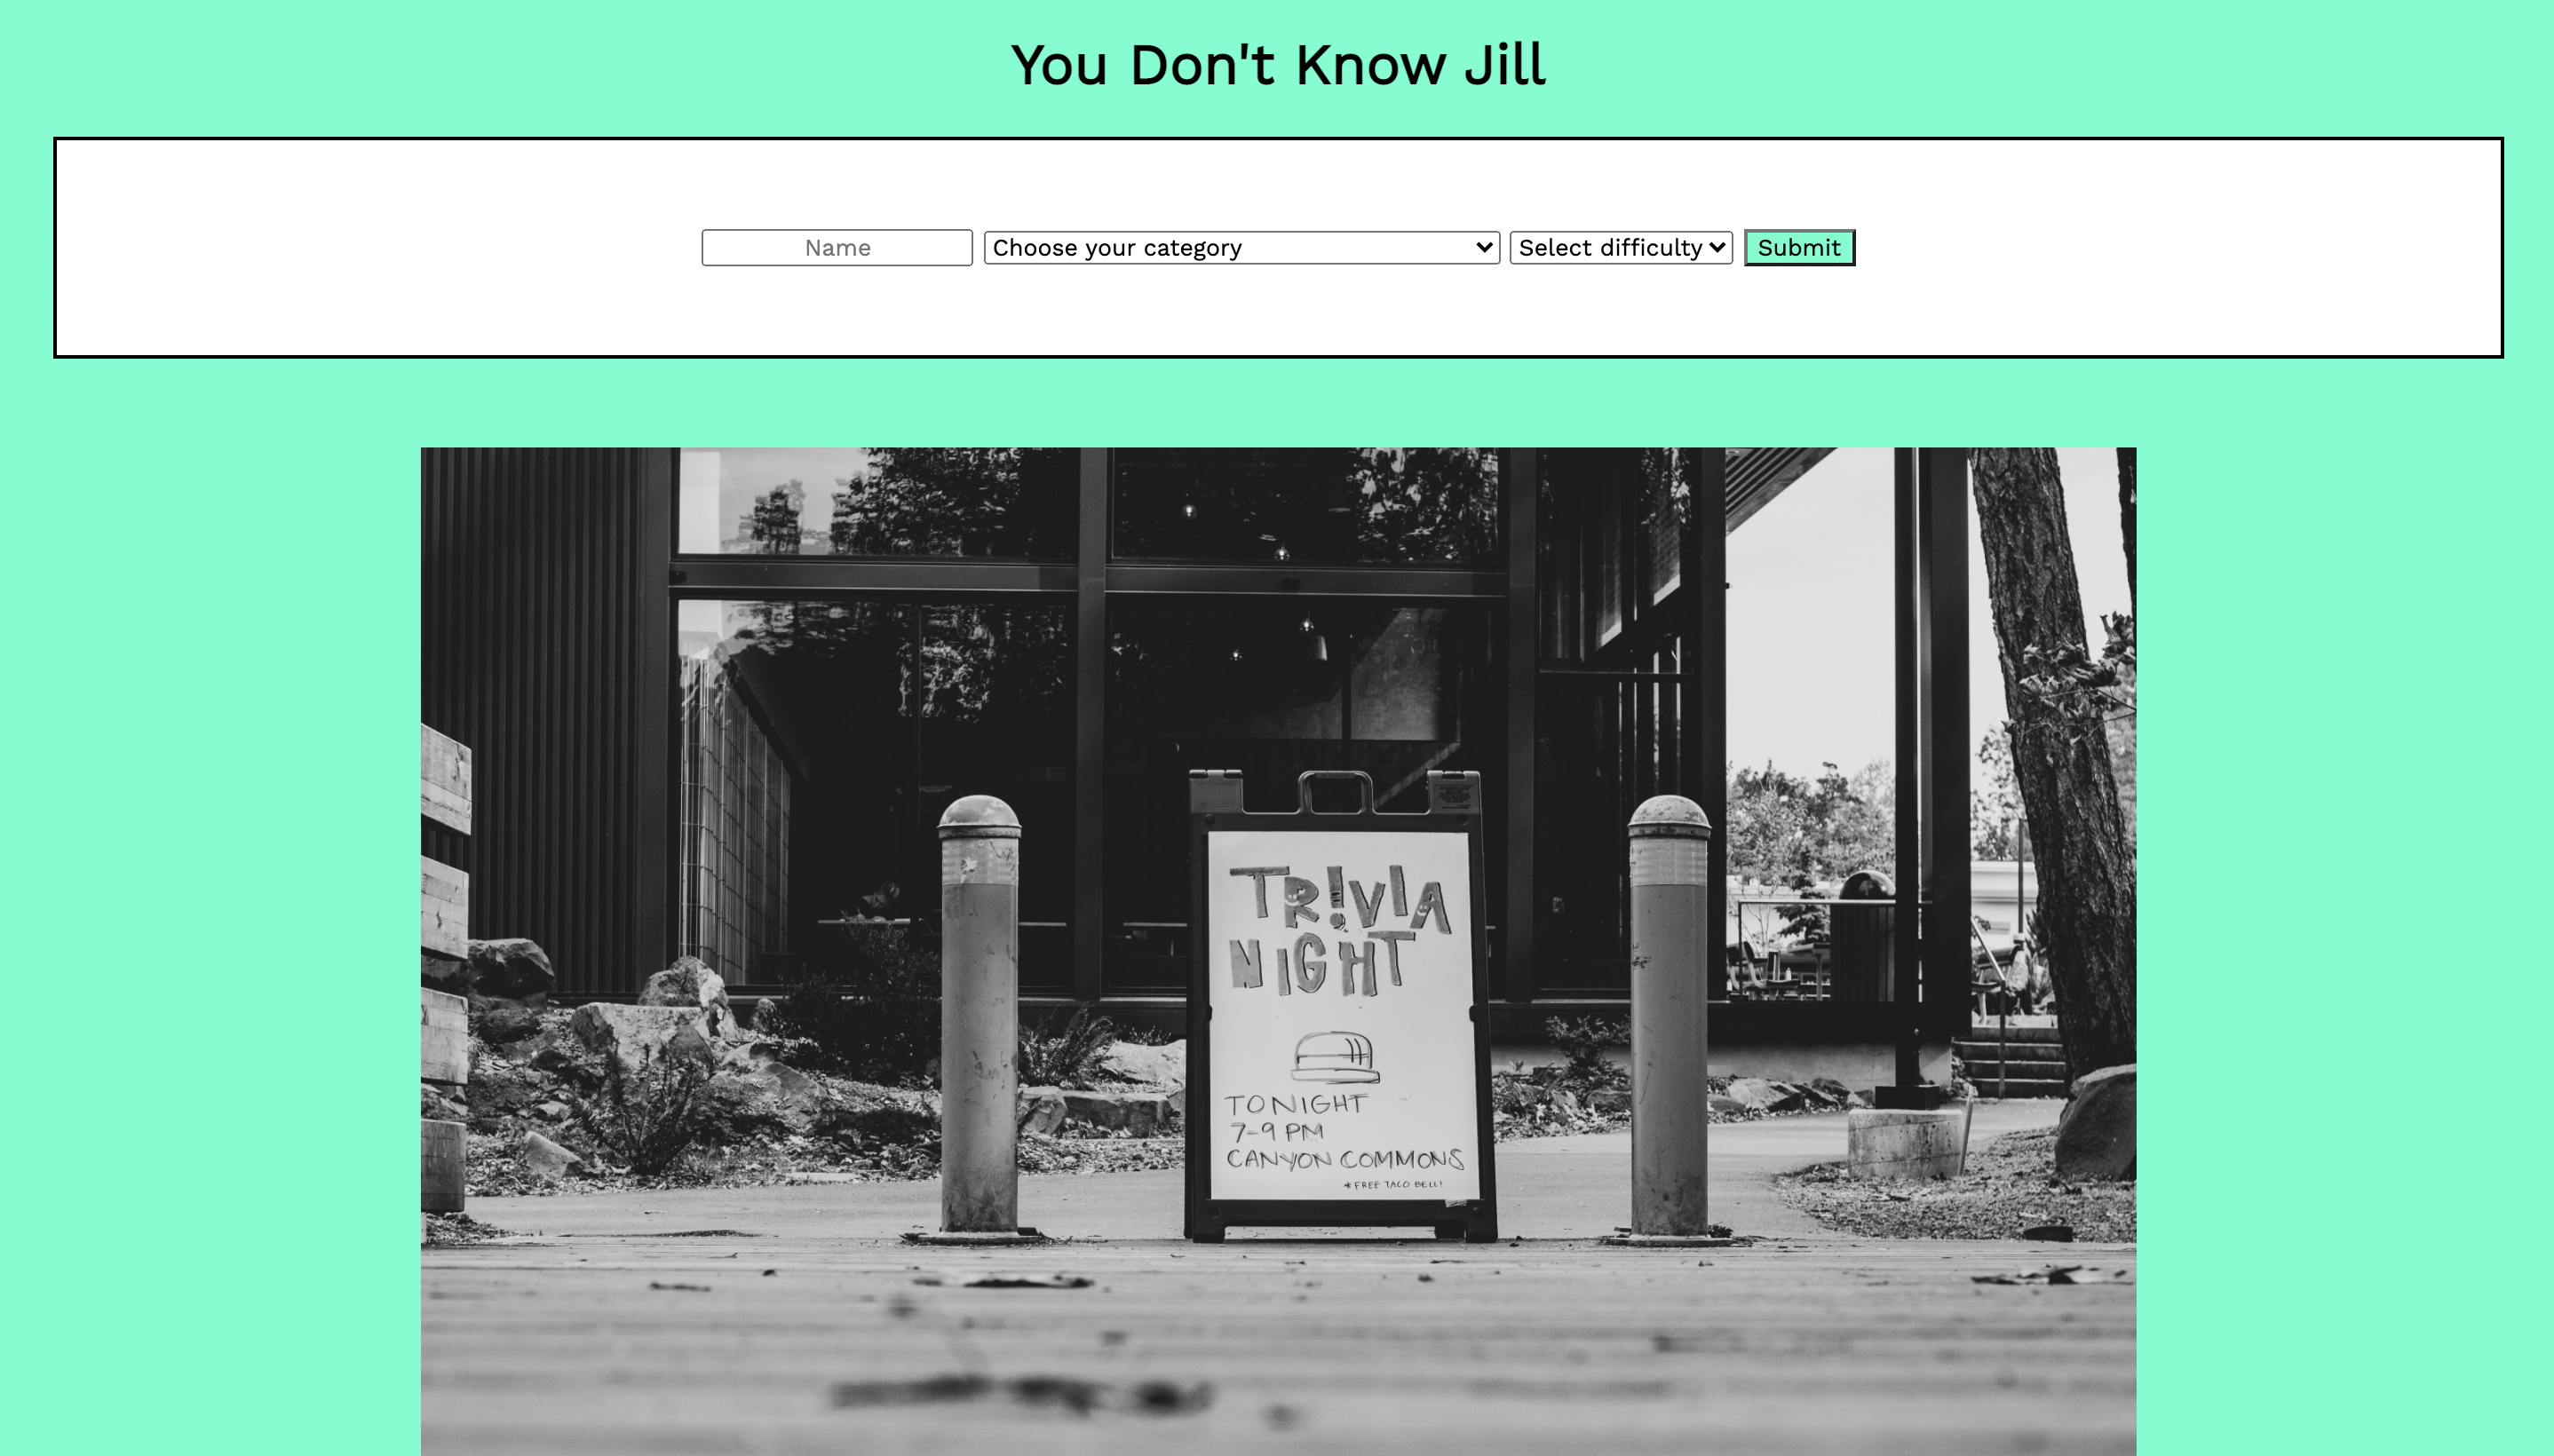 You Don't Know Jill
Name
Choose your category
Select difficulty
Submit
TR!VIA
NIGHT
TONIGHT
7-9 PM
CANYON COMMONS
* FREE TACO BELL!